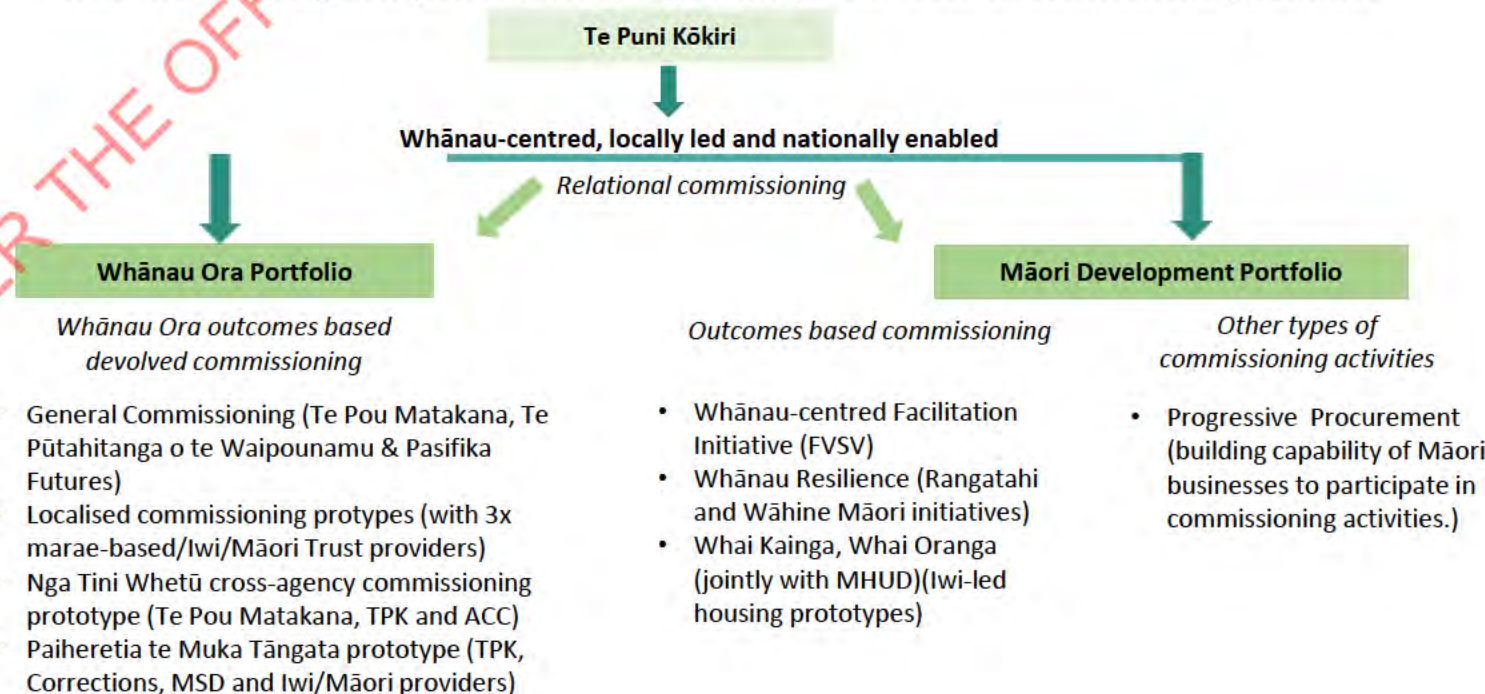 ER THE OFF
Te Puni Kōkiri
Whānau-centred, locally led and nationally enabled
Relational commissioning
Whānau Ora Portfolio
Whānau Ora outcomes based
devolved commissioning
General Commissioning (Te Pou Matakana, Te
Pūtahitanga o te Waipounamu & Pasifika
Futures)
Localised commissioning protypes (with 3x
marae-based/Iwi/Māori Trust providers)
Nga Tini Whetū cross-agency commissioning
prototype (Te Pou Matakana, TPK and ACC)
Paiheretia te Muka Tāngata prototype (TPK,
Corrections, MSD and Iwi/Māori providers)
Māori Development Portfolio
Outcomes based commissioning
• Whānau-centred Facilitation
Initiative (FVSV)
• Whānau Resilience (Rangatahi
and Wāhine Māori initiatives)
• Whai Kainga, Whai Oranga
(jointly with MHUD)(Iwi-led
housing prototypes)
Other types of
commissioning activities
• Progressive Procurement
(building capability of Māori
businesses to participate in
commissioning activities.)